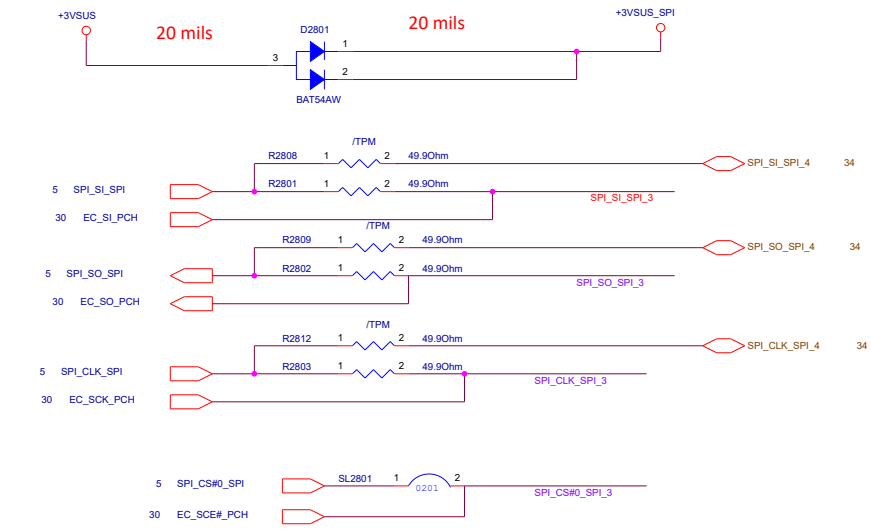 +3VSUS
20 mils
20 mils
+3VSUS_SPI
D2801
1
3
2
BAT54AW
/TPM
R2808 1 2 49.9Ohm SPI_SI_SPI_4 34
5 SPI_SI_SPI R2801 1 2 49.9Ohm
SPI_SI_SPI_3
30 EC_SI_PCH
/TPM
R2809 1 2 49.9Ohm SPI_SO_SPI_4 34
5 SPI_SO_SPI R2802 1 2 49.9Ohm
SPI_SO_SPI_3
30 EC_SO_PCH
/TPM
R2812 1 2 49.9Ohm SPI_CLK_SPI_4 34
5 SPI_CLK_SPI R2803 1 2 49.9Ohm
SPI_CLK_SPI_3
30 EC_SCK_PCH
5 SPI_CS#0_SPI SL2801 1 2
0201
SPI_CS#0_SPI_3
30 EC_SCE#_PCH